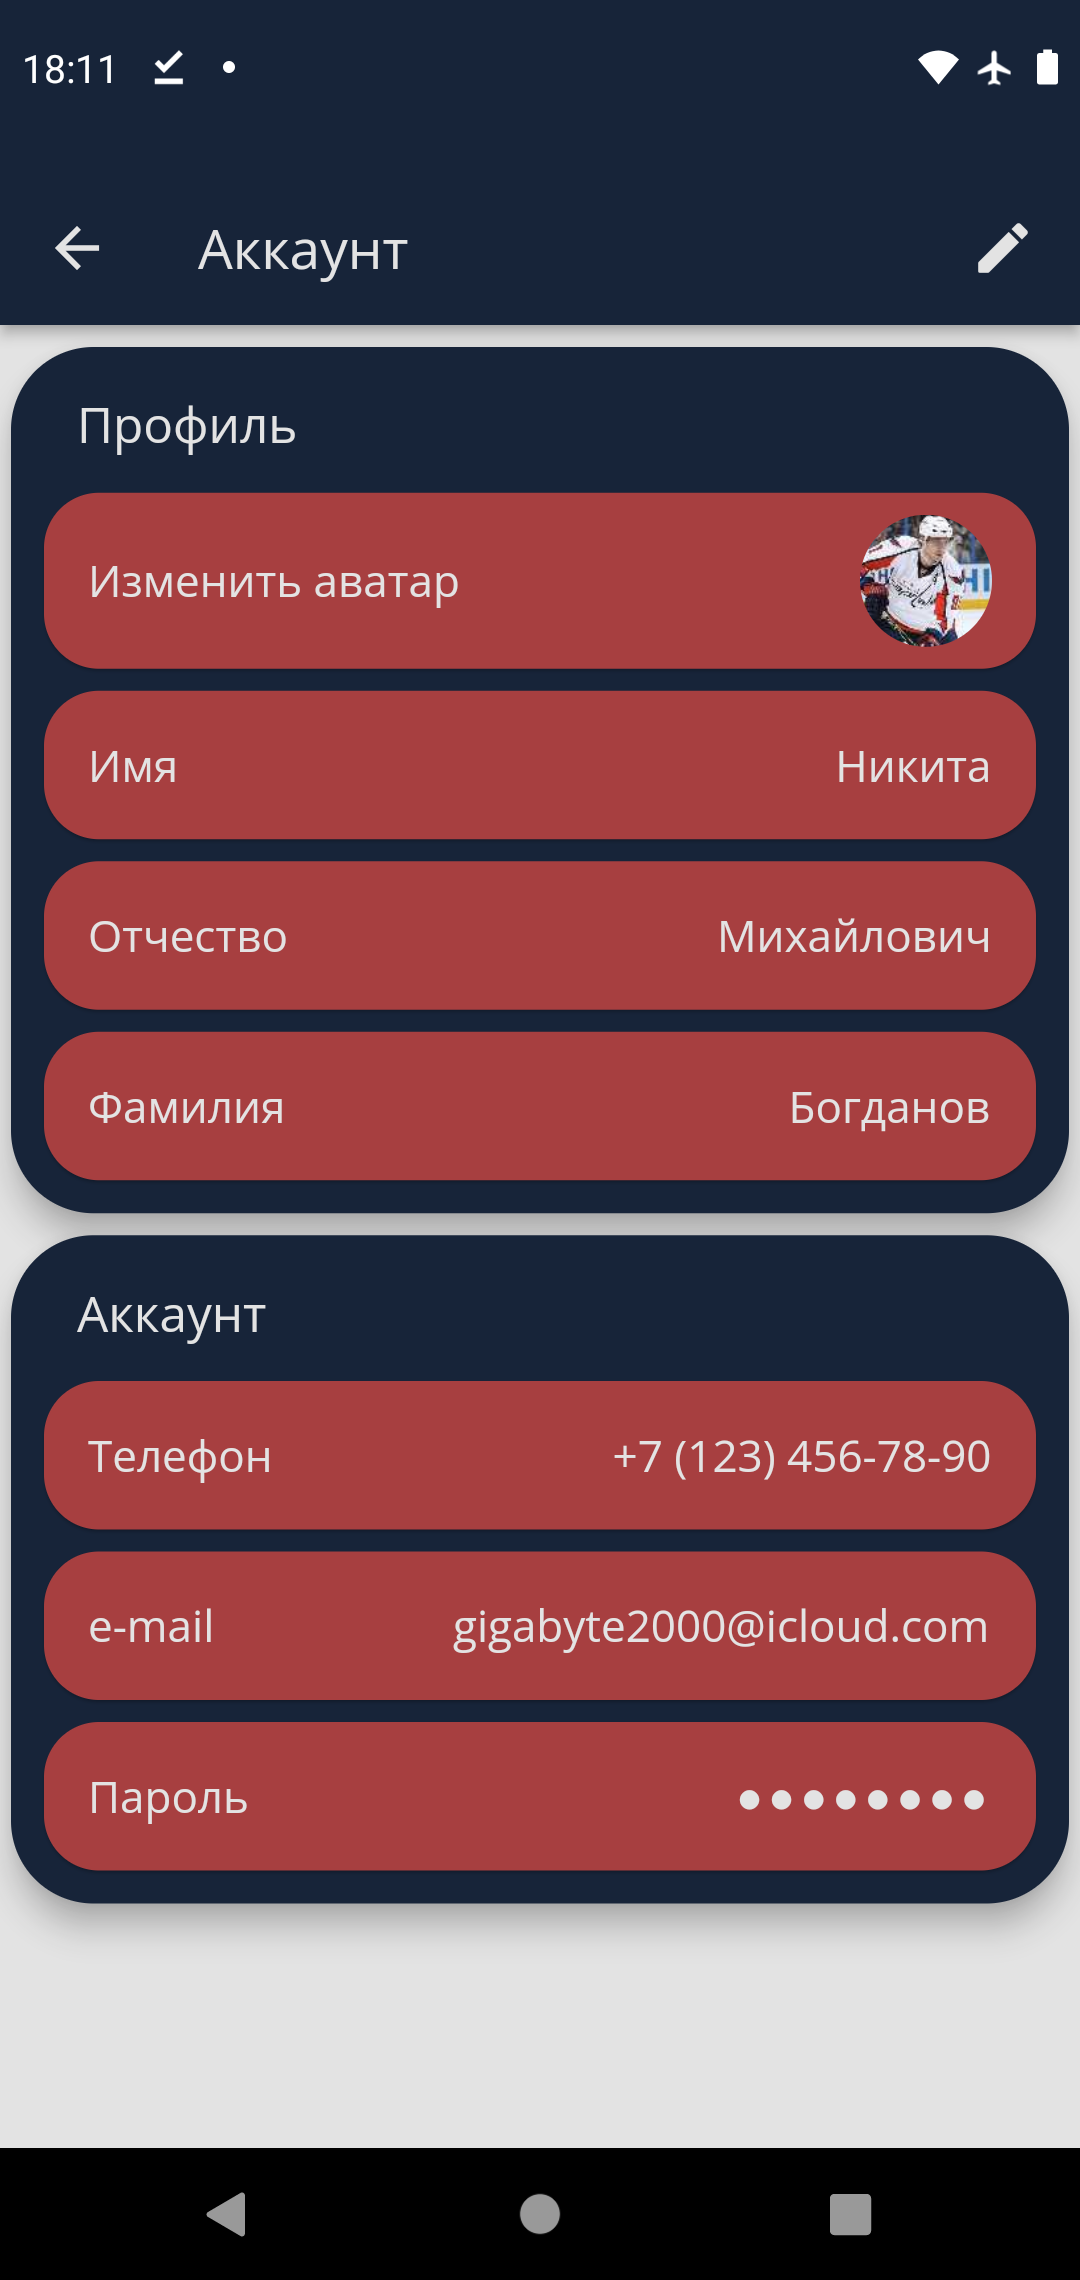 18:11
Аккаунт
Профиль
Изменить аватар
Имя Никита
Отчество Михайлович
Фамилия Богданов
Аккаунт
Телефон +7 (123) 456-78-90
e-mail gigabyte2000@icloud.com
Пароль ••••••••